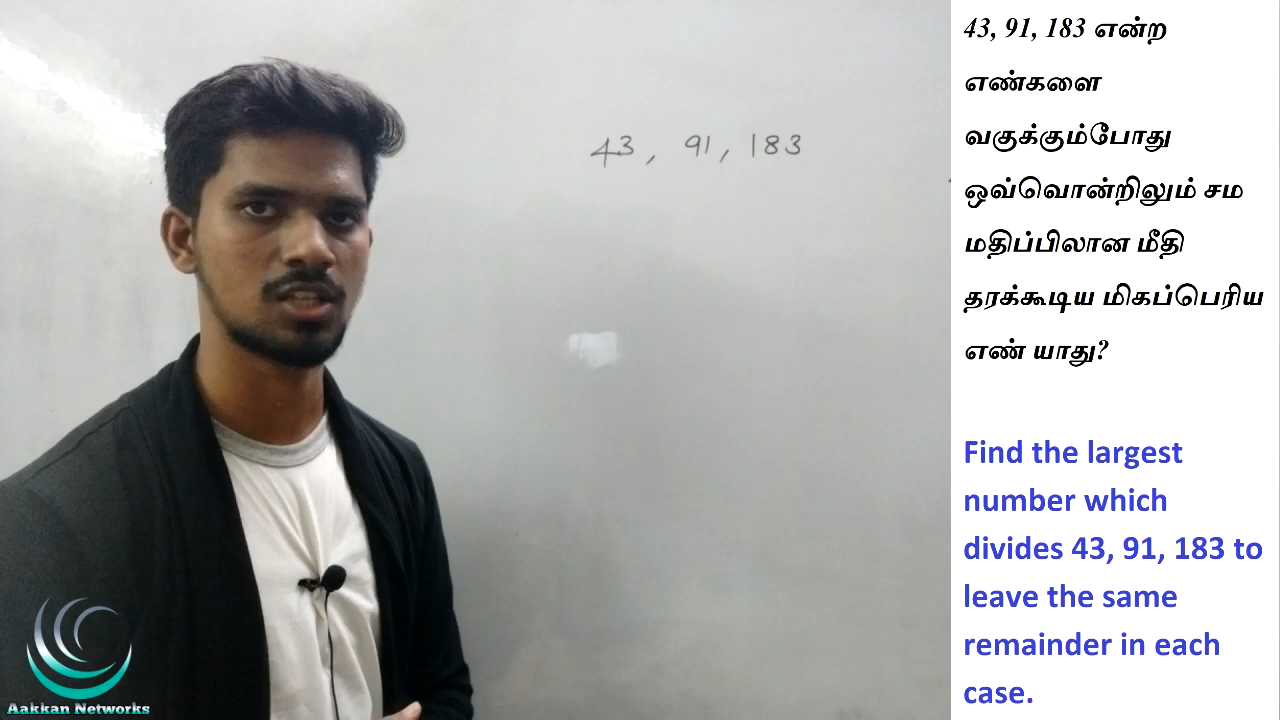 43, 91, 183
43, 91, 183 என்ற
எண்களை
வகுக்கும்போது
ஒவ்வொன்றிலும் சம
மதிப்பிலான மீதி
தரக்கூடிய மிகப்பெரிய
எண் யாது?
Find the largest
number which
divides 43, 91, 183 to
leave the same
remainder in each
case.
Aakkan Networks